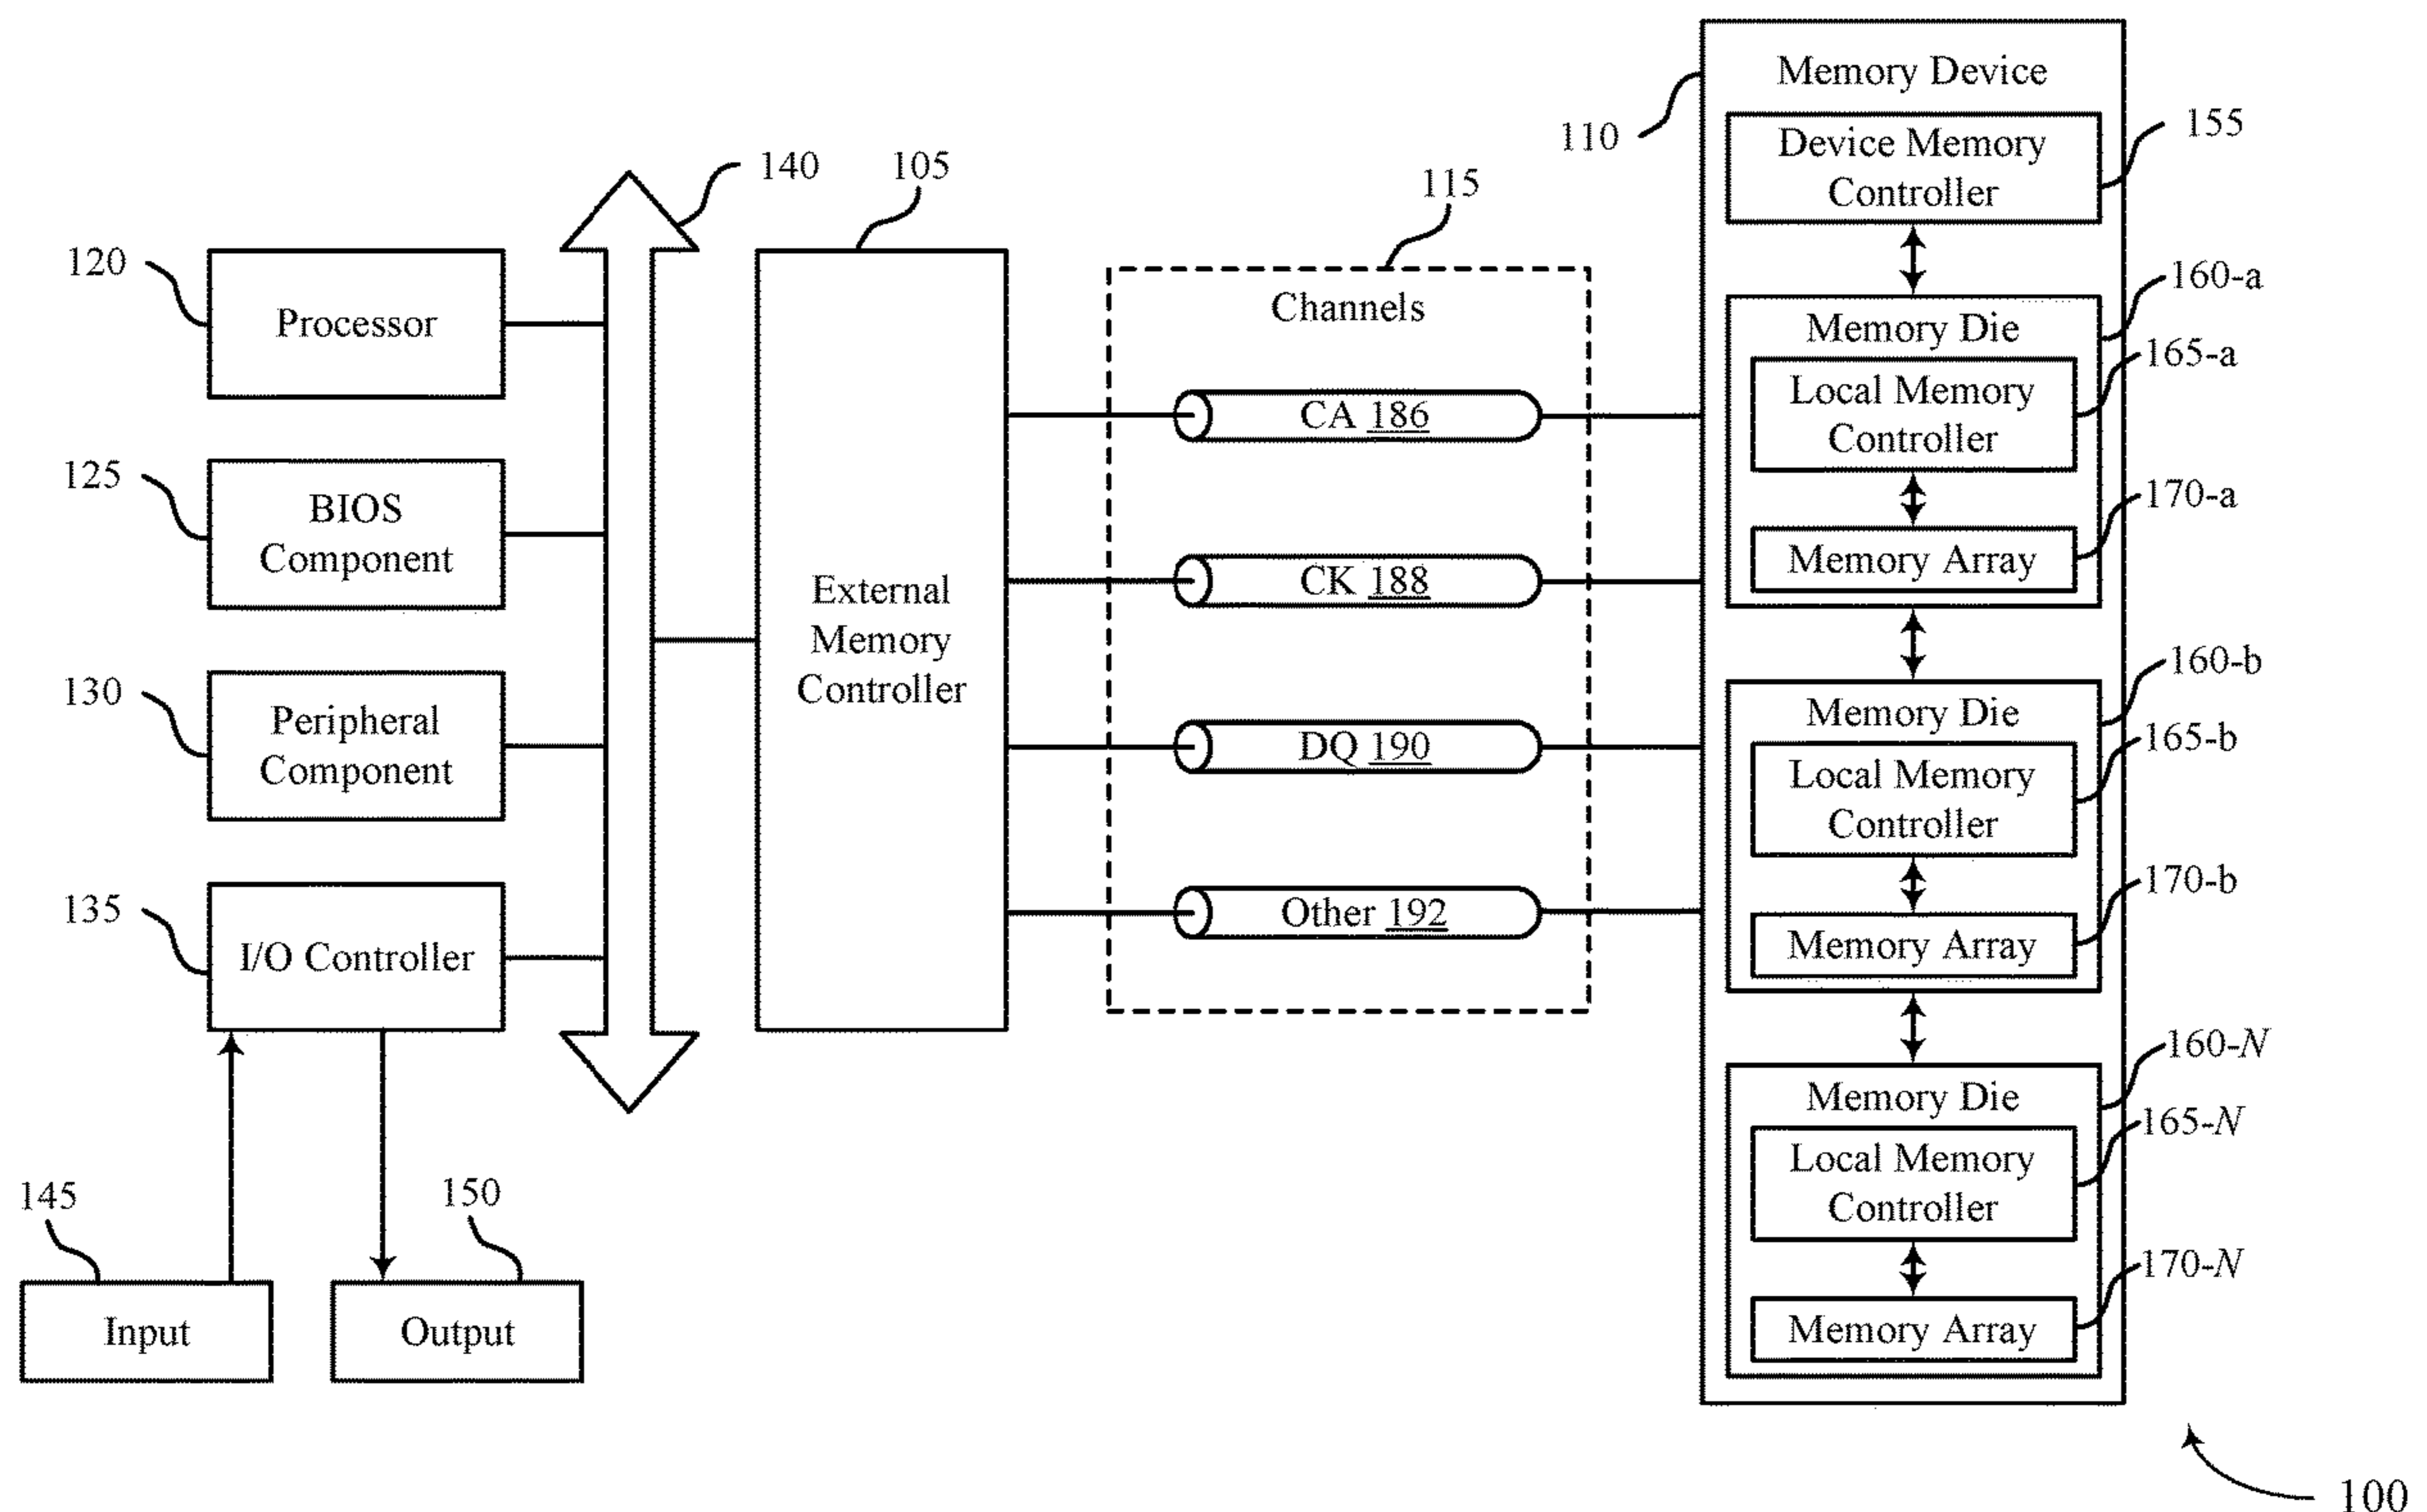 140
105
120
Processor
125
BIOS
Component
130
Peripheral
Component
135
I/O Controller
145
Input
150
Output
External
Memory
Controller
115
Channels
CA 186
CK 188
DQ 190
Other 192
110
Memory Device
Device Memory
Controller
155
160-a
Memory Die
165-a
Local Memory
Controller
170-a
Memory Array
160-b
Memory Die
165-b
Local Memory
Controller
170-b
Memory Array
160-N
Memory Die
165-N
Local Memory
Controller
170-N
Memory Array
100